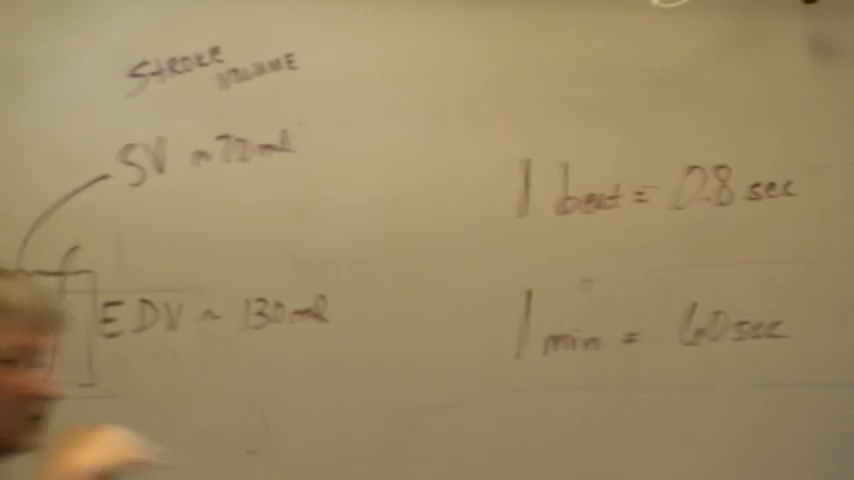 STROKE
VOLUME
SV ~ 70ml
EDV ~ 130ml
1 beat = 0.8 sec
1 min = 60 sec